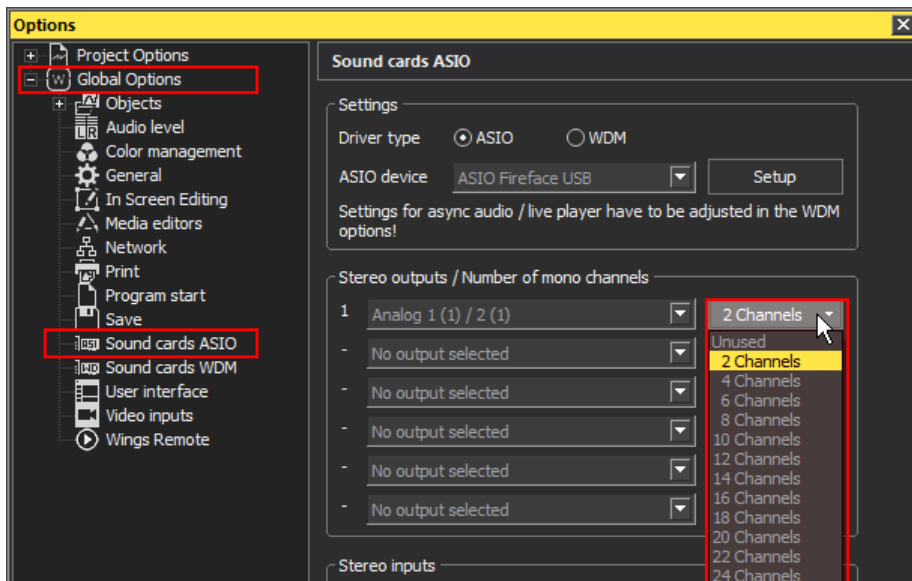 Options
Project Options
Global Options
Objects
Audio level
Color management
General
In Screen Editing
Media editors
Network
Print
Program start
Save
Sound cards ASIO
Sound cards WDM
User interface
Video inputs
Wings Remote
Sound cards ASIO
Settings
Driver type ASIO WDM
ASIO device ASIO Fireface USB Setup
Settings for async audio / live player have to be adjusted in the WDM
options!
Stereo outputs / Number of mono channels
1 Analog 1 (1) / 2 (1) 2 Channels
- No output selected
- No output selected
- No output selected
- No output selected
- No output selected
Unused
2 Channels
4 Channels
6 Channels
8 Channels
10 Channels
12 Channels
14 Channels
16 Channels
18 Channels
20 Channels
22 Channels
24 Channels
Stereo inputs